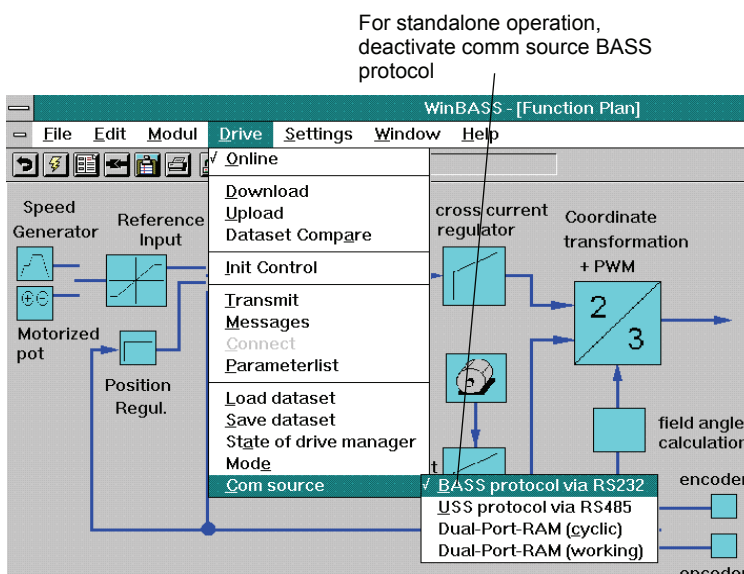 For standalone operation,
deactivate comm source BASS
protocol
WinBASS - [Function Plan]
File Edit Modul Drive Settings Window Help
√ Online
Download
Upload
Dataset Compare
Init Control
Transmit
Messages
Connect
Parameterlist
Load dataset
Save dataset
State of drive manager
Mode
Com source
√ BASS protocol via RS232
USS protocol via RS485
Dual-Port-RAM (cyclic)
Dual-Port-RAM (working)
Speed
Generator
Reference
Input
Motorized
pot
Position
Regul.
cross current
regulator
Coordinate
transformation
+ PWM
2
3
field angle
calculation
encoder
encoder